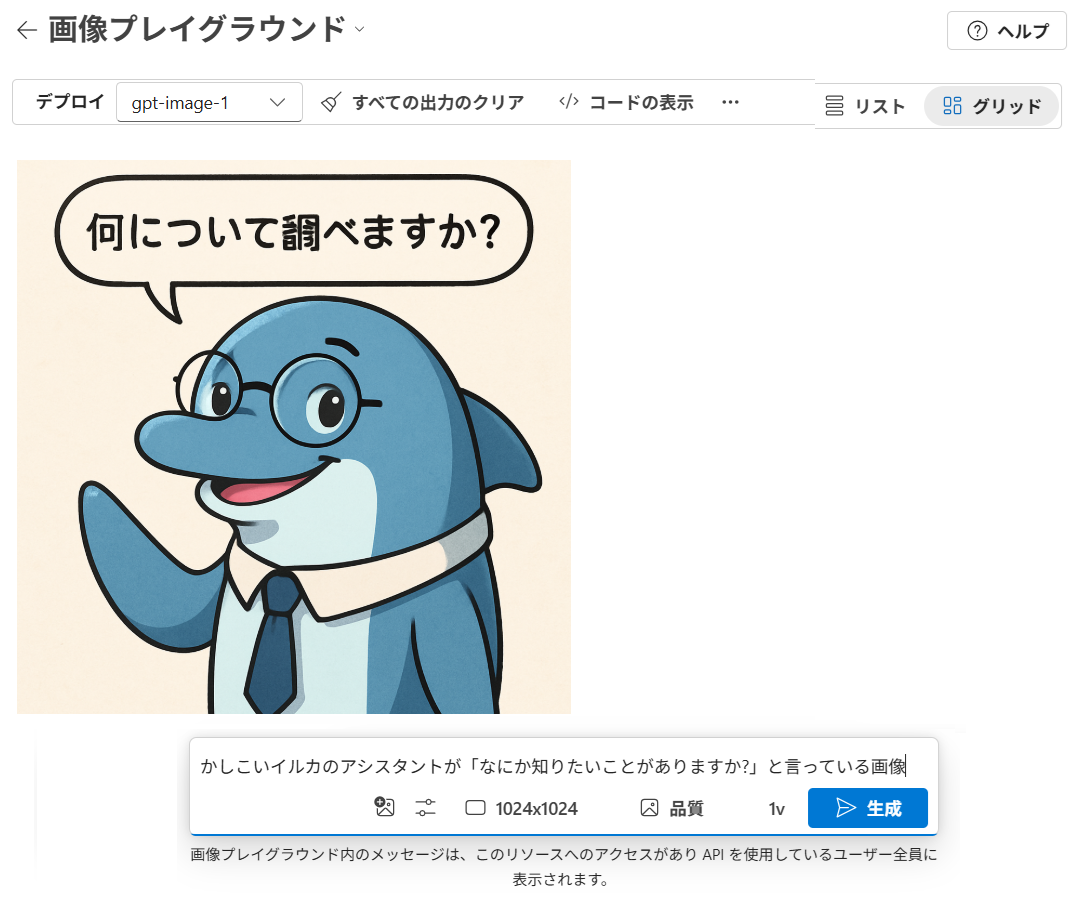 画像プレイグラウンド
ヘルプ
デプロイ gpt-image-1 すべての出力のクリア コードの表示 ...
リスト グリッド
何について調べますか?
かしこいイルカのアシスタントが「なにか知りたいことがありますか?」と言っている画像
1024x1024 品質 1v 生成
画像プレイグラウンド内のメッセージは、このリソースへのアクセスがあり API を使用しているユーザー全員に
表示されます。